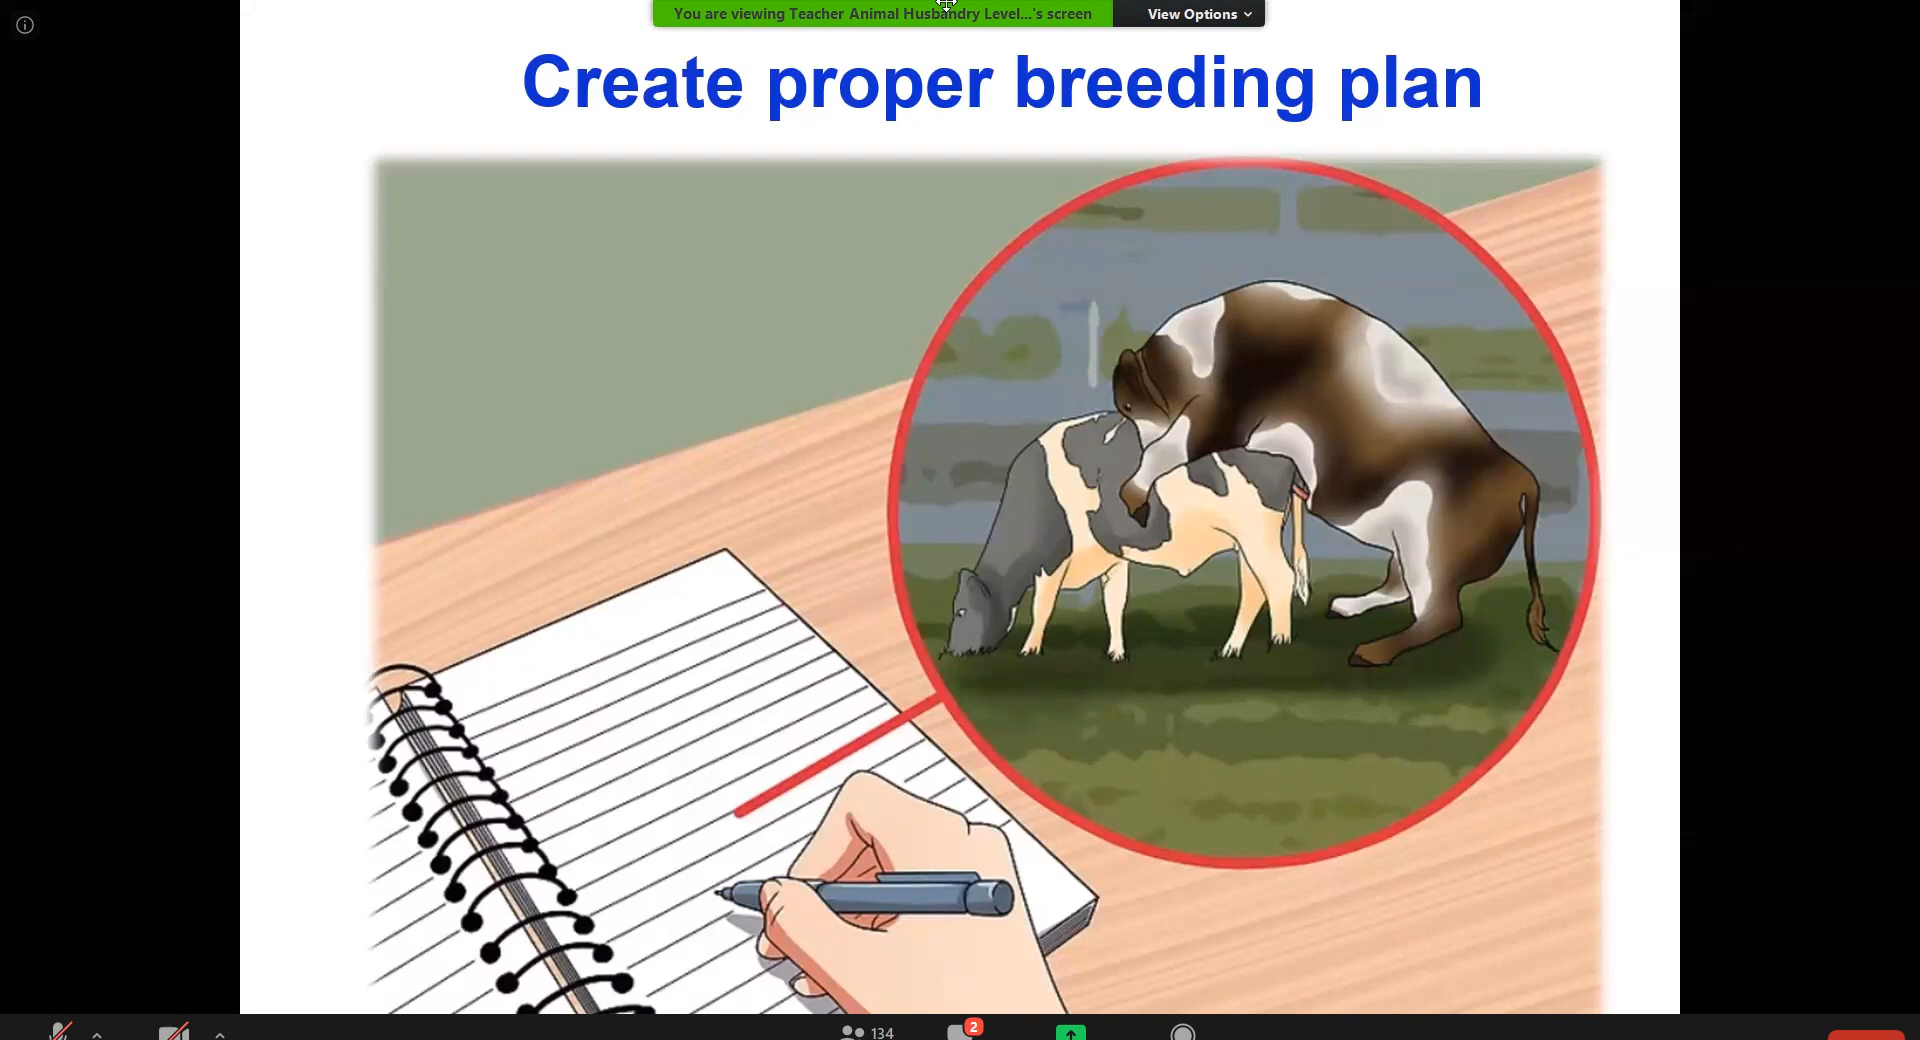 You are viewing Teacher Animal Husbandry Level...'s screen
View Options
Create proper breeding plan
134
2